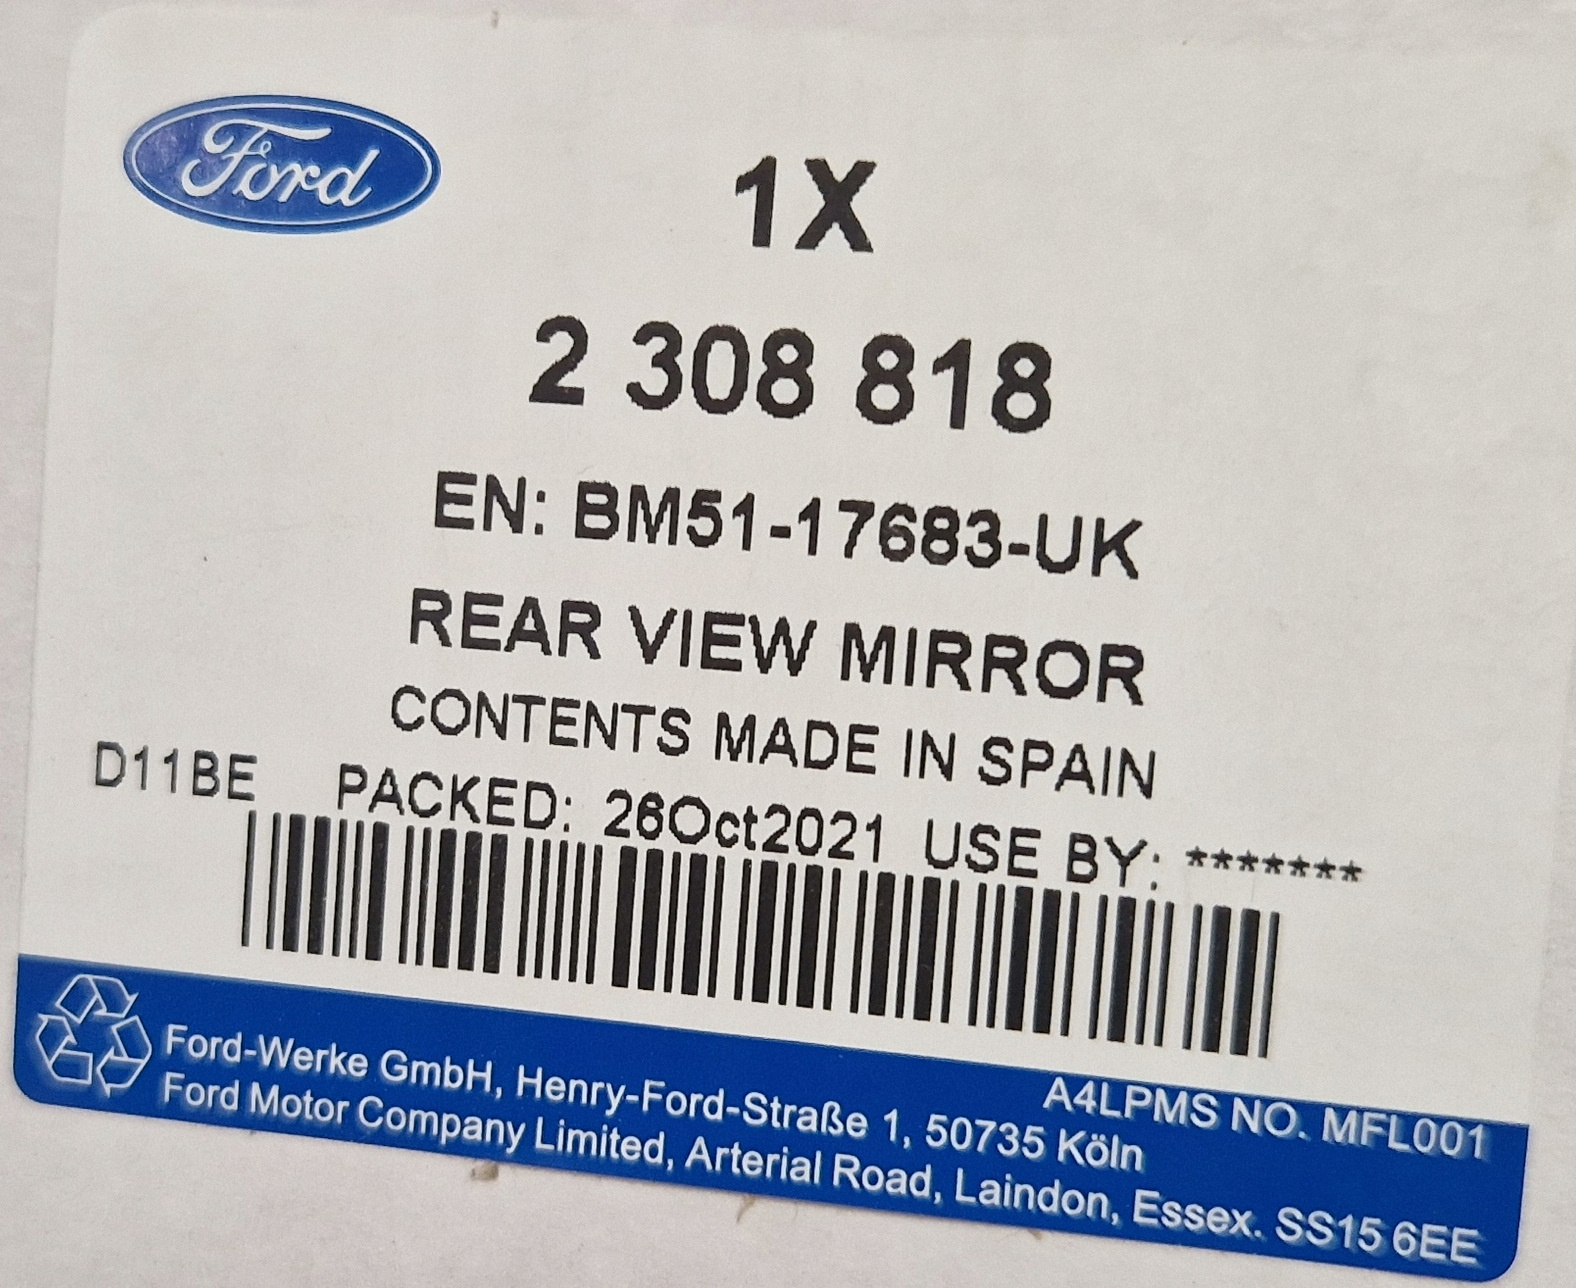 Ford
1X
2 308 818
EN: BM51-17683-UK
REAR VIEW MIRROR
CONTENTS MADE IN SPAIN
D11BE PACKED: 26Oct2021 USE BY: *******
A4LPMS NO. MFL001
Ford-Werke GmbH, Henry-Ford-Straße 1, 50735 Köln
Ford Motor Company Limited, Arterial Road, Laindon, Essex. SS15 6EE